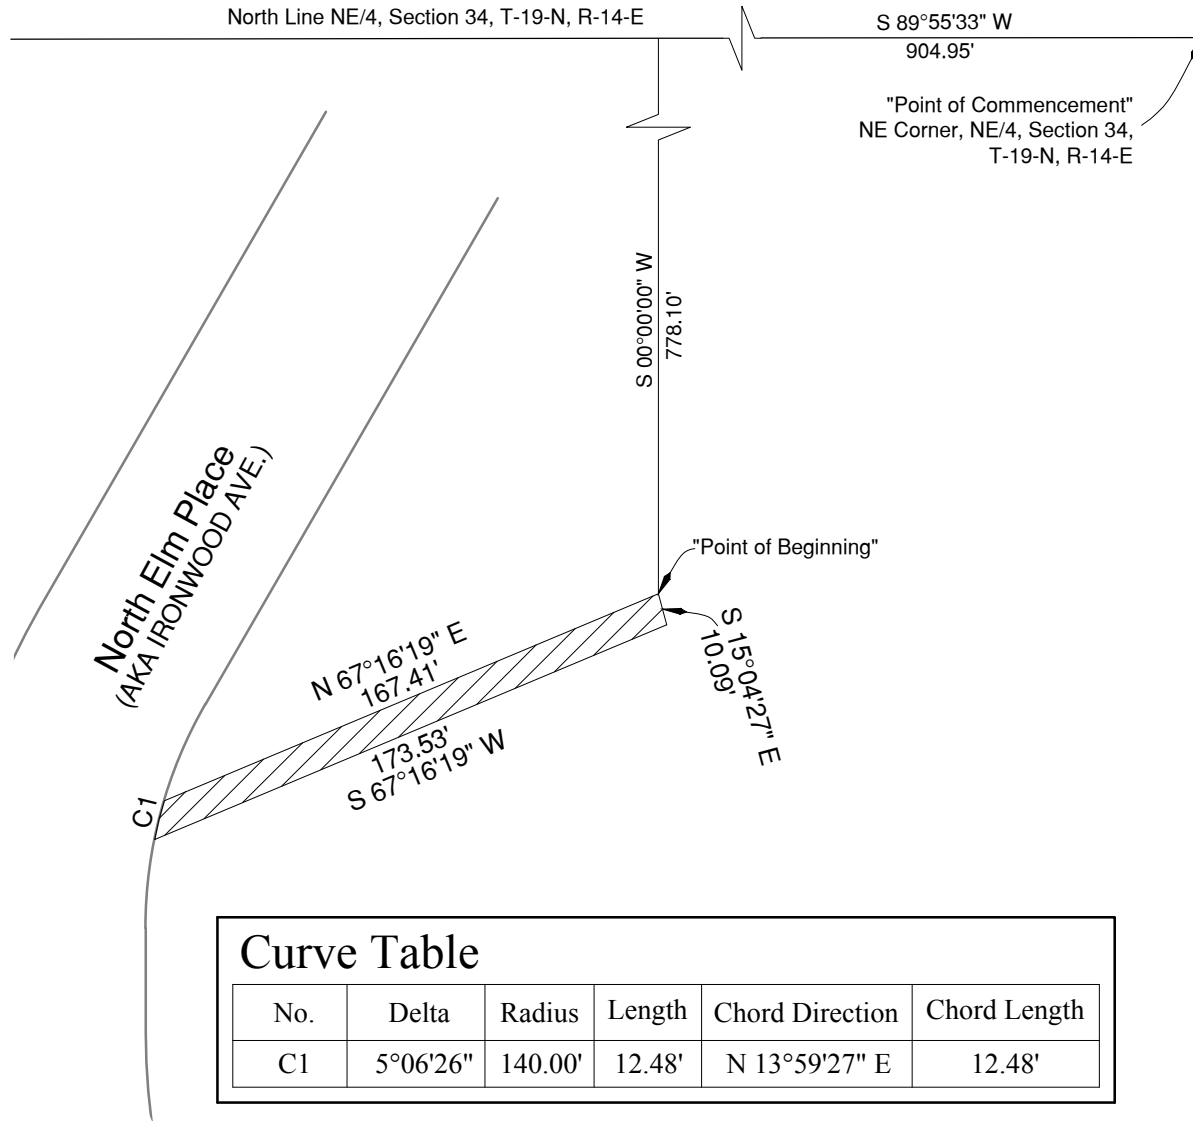 North Line NE/4, Section 34, T-19-N, R-14-E
S 89°55'33" W
904.95'
"Point of Commencement"
NE Corner, NE/4, Section 34,
T-19-N, R-14-E
S 00°00'00" W
778.10'
North Elm Place
(AKA IRONWOOD AVE.)
"Point of Beginning"
S 15°04'27" E
10.09'
N 67°16'19" E
167.41'
173.53'
S 67°16'19" W
C1
Curve Table
No. Delta Radius Length Chord Direction Chord Length
C1 5°06'26" 140.00' 12.48' N 13°59'27" E 12.48'